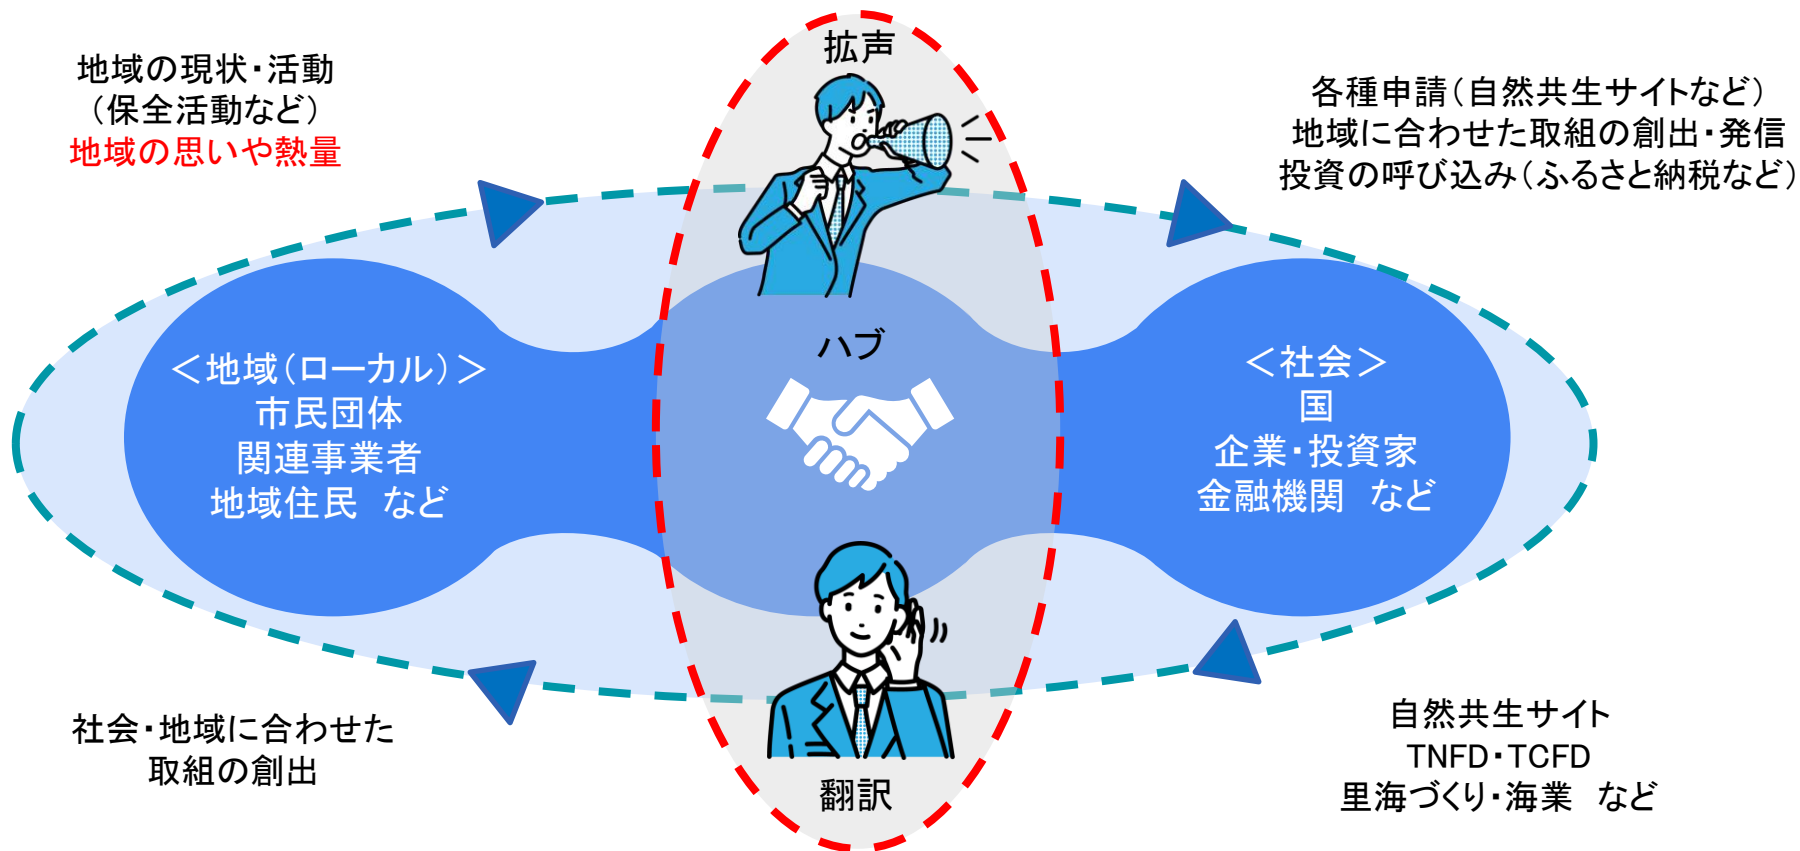 拡声
地域の現状・活動
（保全活動など）
地域の思いや熱量
各種申請（自然共生サイトなど）
地域に合わせた取組の創出・発信
投資の呼び込み（ふるさと納税など）
＜地域（ローカル）＞
市民団体
関連事業者
地域住民　など
ハブ
＜社会＞
国
企業・投資家
金融機関　など
社会・地域に合わせた
取組の創出
翻訳
自然共生サイト
TNFD・TCFD
里海づくり・海業　など